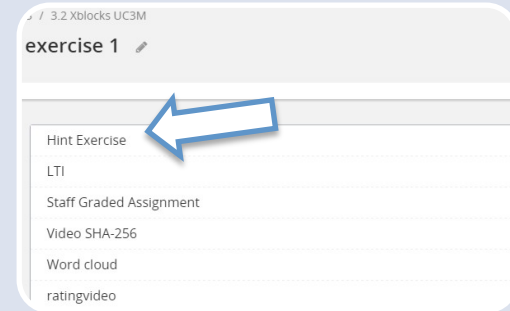 / 3.2 Xblocks UC3M
exercise 1
Hint Exercise
LTI
Staff Graded Assignment
Video SHA-256
Word cloud
ratingvideo